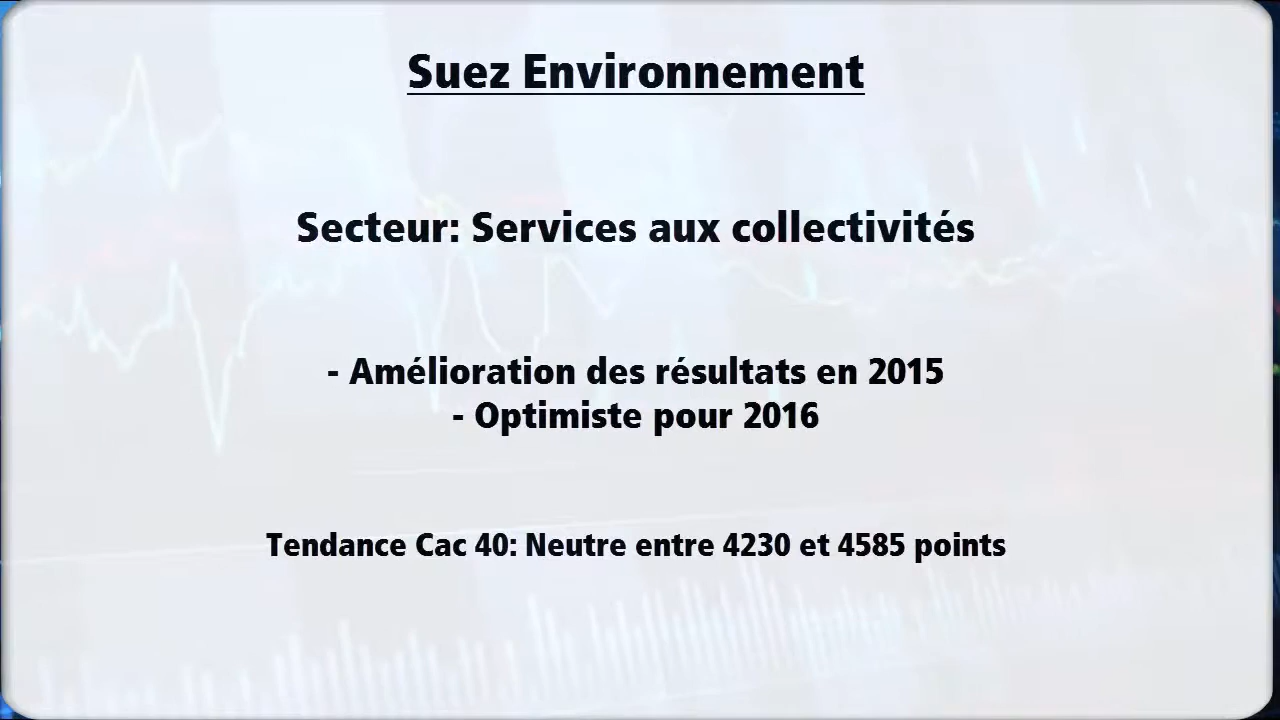 Suez Environnement
Secteur: Services aux collectivités
- Amélioration des résultats en 2015
- Optimiste pour 2016
Tendance Cac 40: Neutre entre 4230 et 4585 points